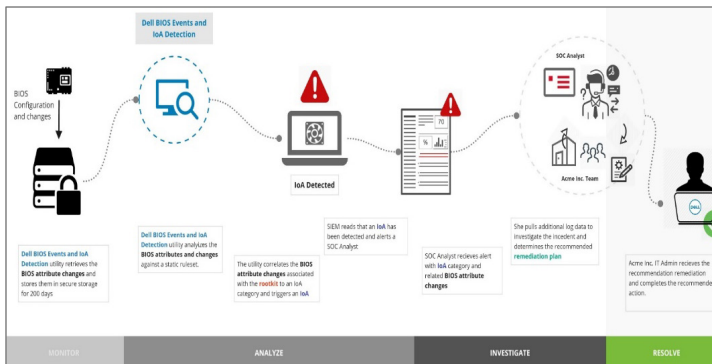 Dell BIOS Events and
IoA Detection
BIOS
Configuration
and changes
IoA Detected
70
%
SOC Analyst
?
Acme Inc. Team
DELL
Dell BIOS Events and IoA
Detection utility retrieves the
BIOS attribute changes and
stores them in secure storage
for 200 days
Dell BIOS Events and IoA
Detection utility analyzes the
BIOS attributes and changes
against a static ruleset.
The utility correlates the BIOS
attribute changes associated
with the rootkit to an IoA
category and triggers an IoA
SIEM reads that an IoA has
been detected and alerts a
SOC Analyst
SOC Analyst recieves alert
with IoA category and
related BIOS attribute
changes
She pulls additional log data to
investigate the incedent and
determines the recommended
remediation plan
Acme Inc. IT Admin recieves the
recommendation remediation
and completes the recommended
action.
MONITOR
ANALYZE
INVESTIGATE
RESOLVE